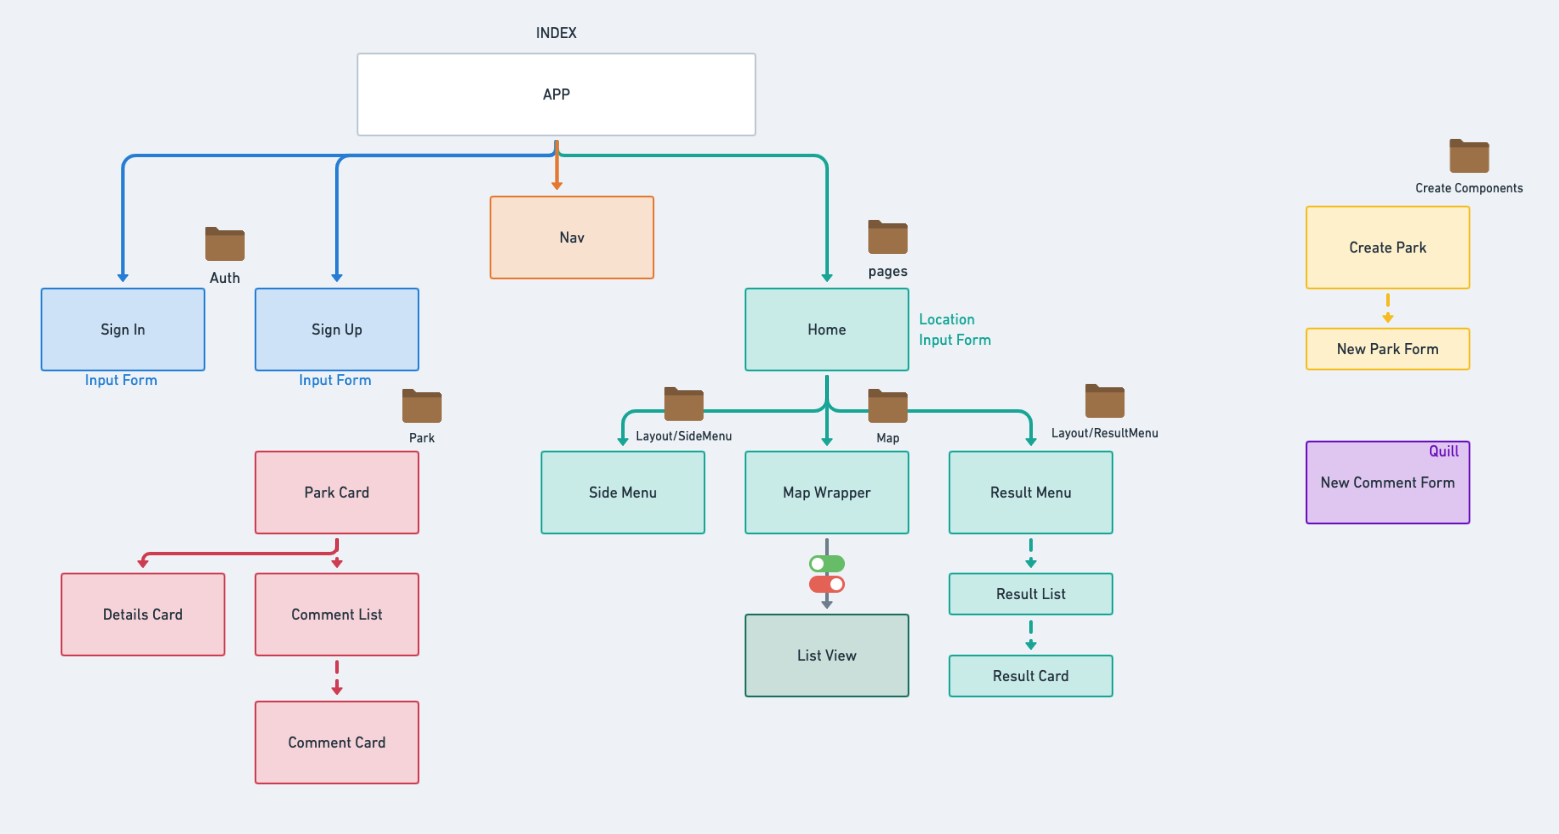 INDEX
APP
Create Components
Nav
Create Park
pages
Auth
Sign In
Sign Up
Home
Location
Input Form
New Park Form
Input Form
Input Form
Park
Layout/SideMenu
Map
Layout/ResultMenu
Quill
New Comment Form
Park Card
Side Menu
Map Wrapper
Result Menu
Result List
Details Card
Comment List
List View
Result Card
Comment Card